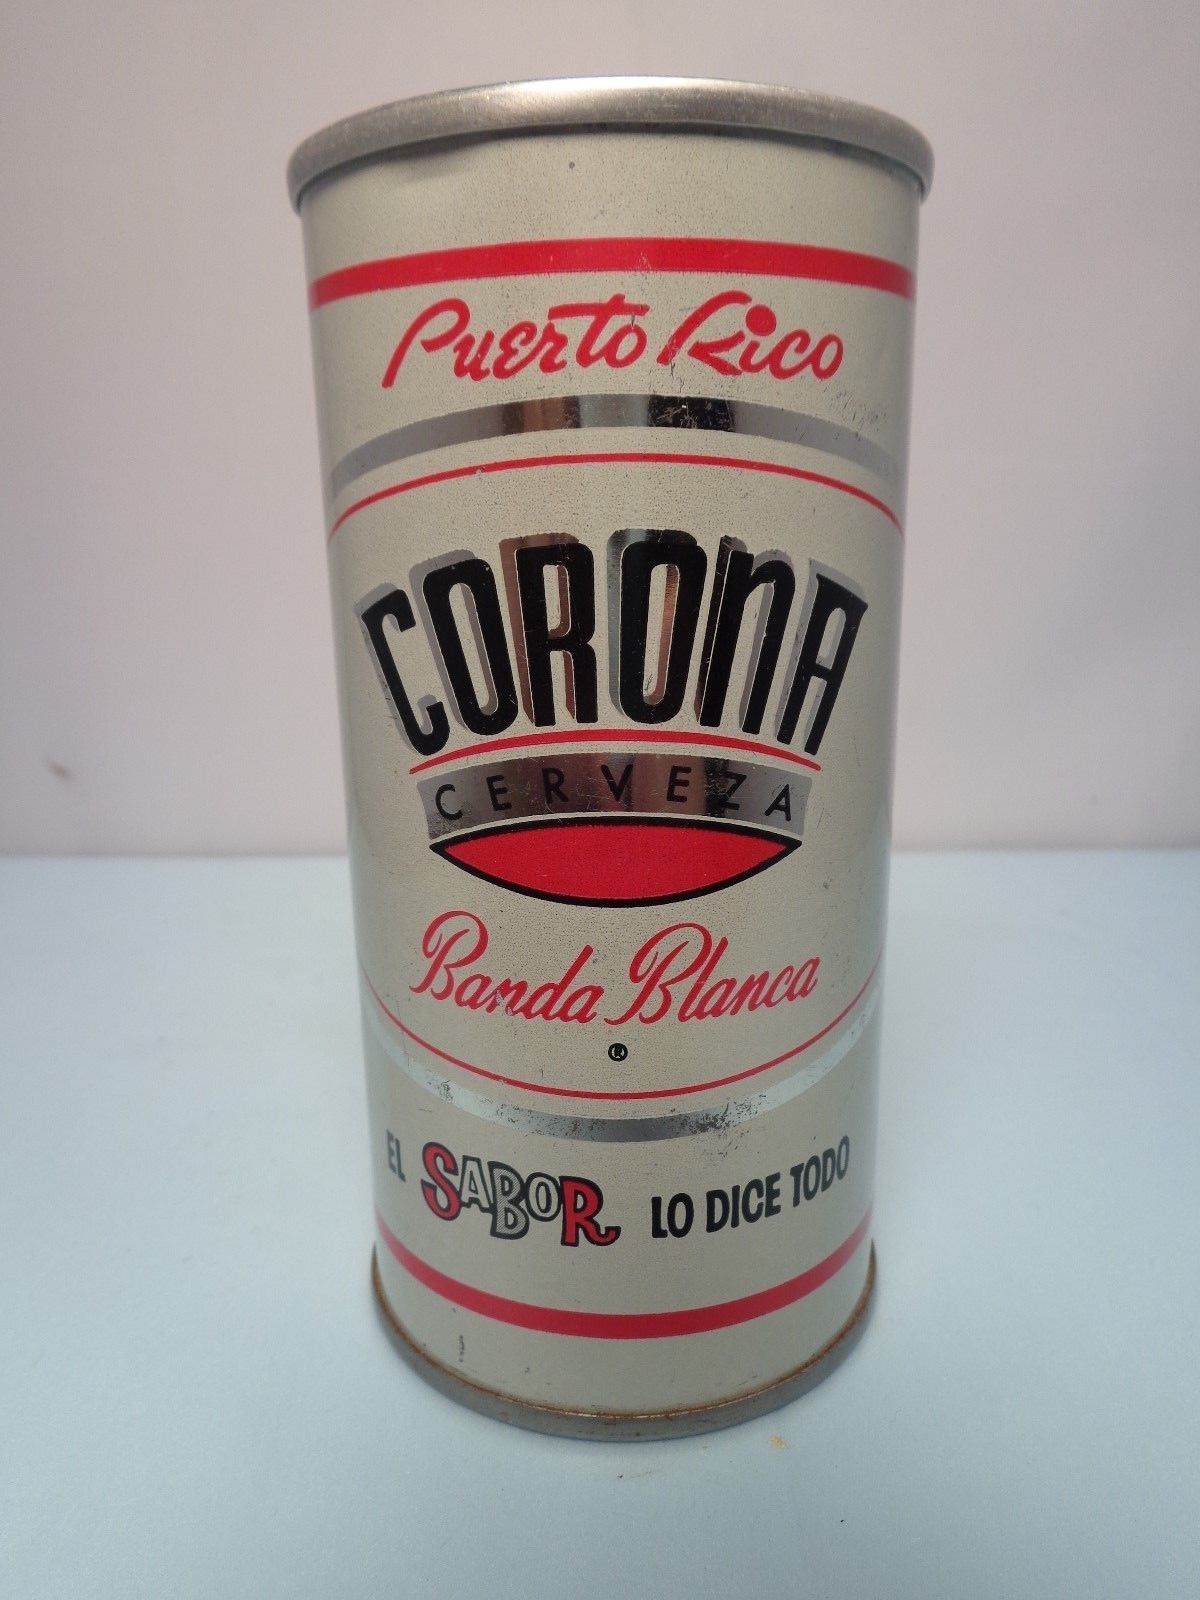 Puerto Rico
CORONA
CERVEZA
Banda Blanca
®
EL SABOR LO DICE TODO